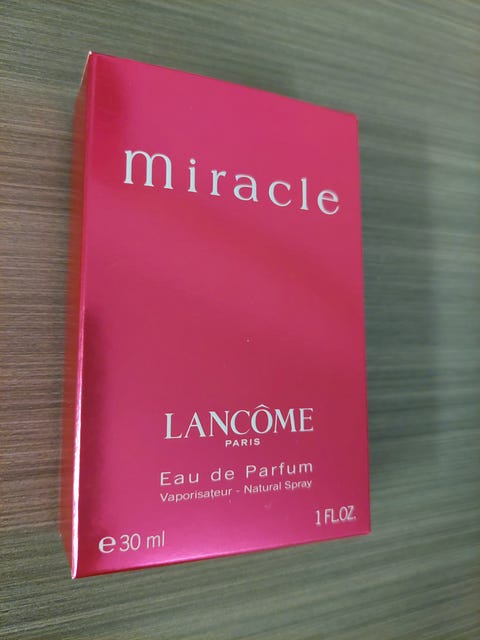 miracle
LANCÔME
PARIS
Eau de Parfum
Vaporisateur - Natural Spray
℮30 ml
1 FL.OZ.